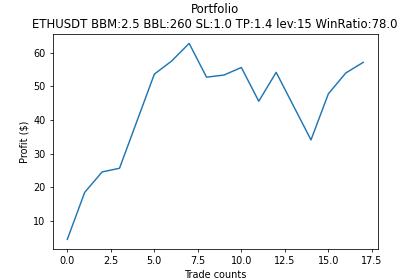 Portfolio
ETHUSDT BBM:2.5 BBL:260 SL:1.0 TP:1.4 lev:15 WinRatio:78.0
60
50
40
30
20
10
Profit ($)
0.0 2.5 5.0 7.5 10.0 12.5 15.0 17.5
Trade counts